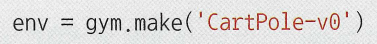 env = gym.make('CartPole-v0')